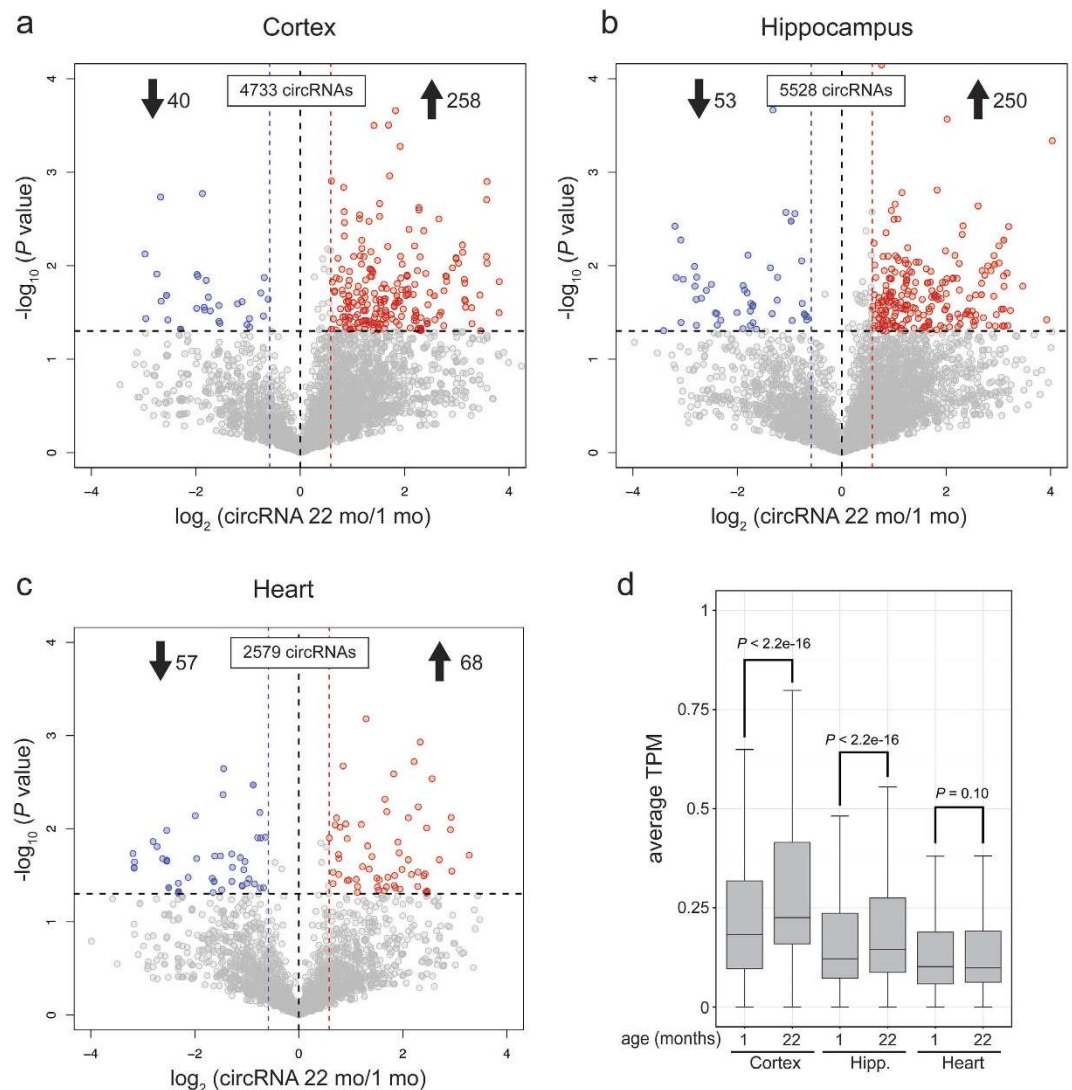 a
Cortex
40
4733 circRNAs
258
4
3
2
1
0
-log10 (P value)
−4
−2
0
2
4
log2 (circRNA 22 mo/1 mo)
b
Hippocampus
53
5528 circRNAs
250
4
3
2
1
0
-log10 (P value)
−4
−2
0
2
4
log2 (circRNA 22 mo/1 mo)
c
Heart
57
2579 circRNAs
68
4
3
2
1
0
-log10 (P value)
−4
−2
0
2
4
log2 (circRNA 22 mo/1 mo)
d
1
0.75
0.5
0.25
0
average TPM
P < 2.2e-16
P < 2.2e-16
P = 0.10
age (months) 1 22 1 22 1 22
Cortex Hipp. Heart